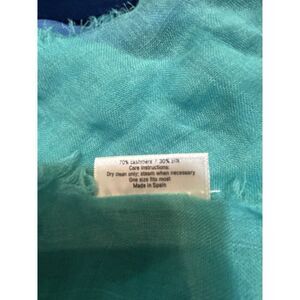 70% cashmere / 30% silk
Care instructions:
Dry clean only; steam when necessary
One size fits most
Made in Spain